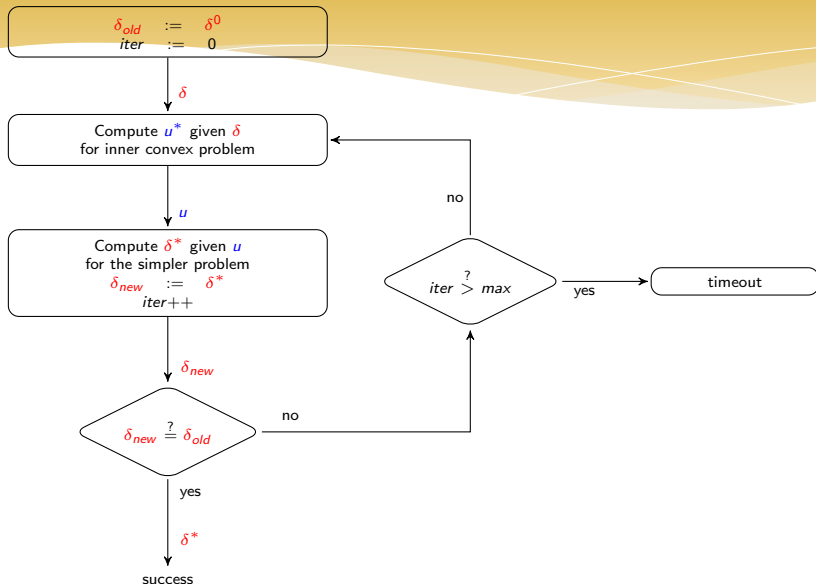 δ_old := δ^0
iter := 0
δ
Compute u* given δ
for inner convex problem
u
Compute δ* given u
for the simpler problem
δ_new := δ*
iter++
δ_new
δ_new ?= δ_old
no
yes
δ*
success
no
iter ?> max
yes
timeout